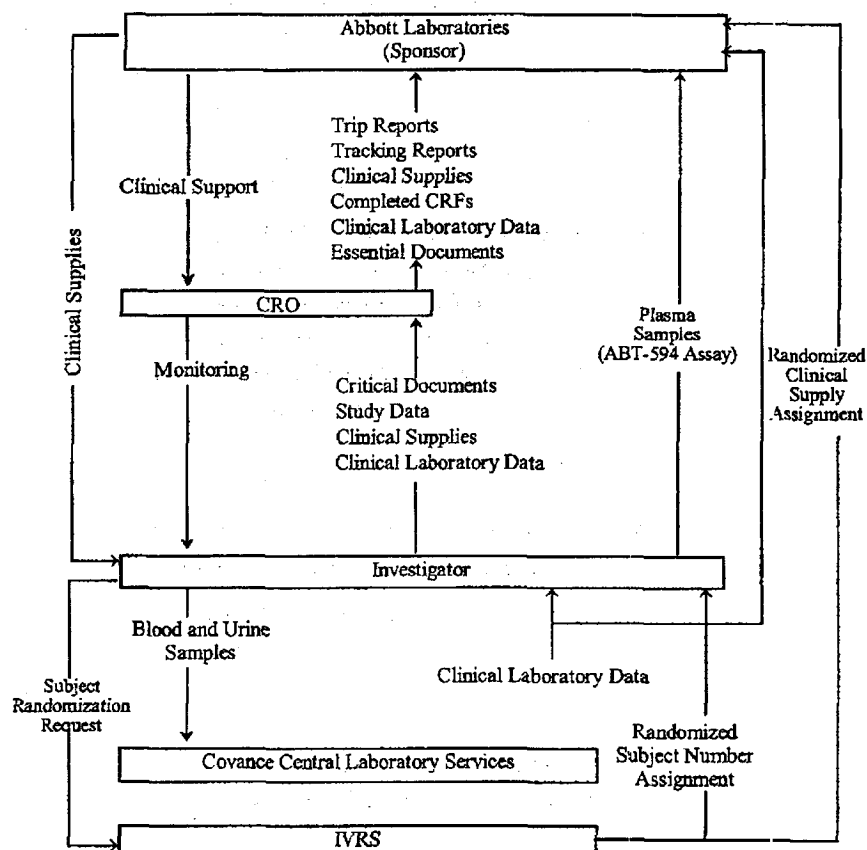 Abbott Laboratories
(Sponsor)
Trip Reports
Tracking Reports
Clinical Supplies
Completed CRFs
Clinical Laboratory Data
Essential Documents
Clinical Support
Clinical Supplies
CRO
Plasma
Samples
(ABT-594 Assay)
Randomized
Clinical
Supply
Assignment
Monitoring
Critical Documents
Study Data
Clinical Supplies
Clinical Laboratory Data
Investigator
Blood and Urine
Samples
Clinical Laboratory Data
Subject
Randomization
Request
Randomized
Subject Number
Assignment
Covance Central Laboratory Services
IVRS